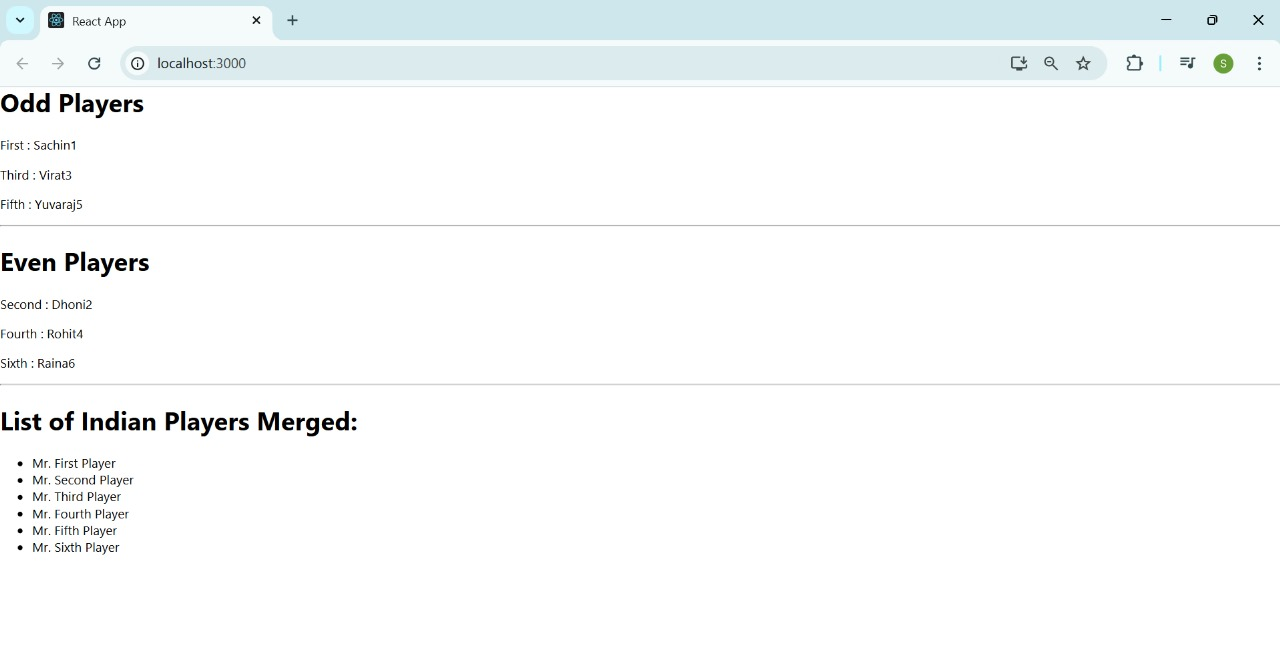 React App
localhost:3000
S
Odd Players
First : Sachin1
Third : Virat3
Fifth : Yuvaraj5
Even Players
Second : Dhoni2
Fourth : Rohit4
Sixth : Raina6
List of Indian Players Merged:
• Mr. First Player
• Mr. Second Player
• Mr. Third Player
• Mr. Fourth Player
• Mr. Fifth Player
• Mr. Sixth Player